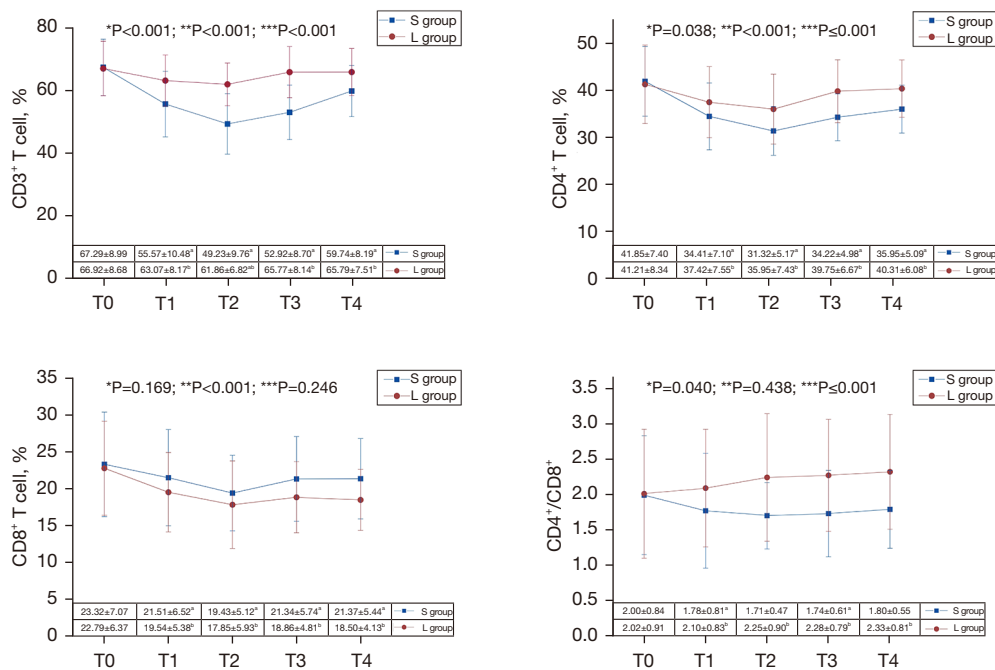 *P<0.001; **P<0.001; ***P<0.001
S group
L group
CD3⁺ T cell, %
80
60
40
20
0
67.29±8.99 55.57±10.48ᵃ 49.23±9.76ᵃ 52.92±8.70ᵃ 59.74±8.19ᵃ S group
66.92±8.68 63.07±8.17ᵇ 61.86±6.82ᵃᵇ 65.77±8.14ᵇ 65.79±7.51ᵇ L group
T0 T1 T2 T3 T4
*P=0.038; **P<0.001; ***P≤0.001
S group
L group
CD4⁺ T cell, %
50
40
30
20
10
0
41.85±7.40 34.41±7.10ᵃ 31.32±5.17ᵃ 34.22±4.98ᵃ 35.95±5.09ᵃ S group
41.21±8.34 37.42±7.55ᵇ 35.95±7.43ᵇ 39.75±6.67ᵇ 40.31±6.08ᵇ L group
T0 T1 T2 T3 T4
*P=0.169; **P<0.001; ***P=0.246
S group
L group
CD8⁺ T cell, %
35
30
25
20
15
10
5
0
23.32±7.07 21.51±6.52ᵃ 19.43±5.12ᵃ 21.34±5.74ᵃ 21.37±5.44ᵃ S group
22.79±6.37 19.54±5.38ᵇ 17.85±5.93ᵇ 18.86±4.81ᵇ 18.50±4.13ᵇ L group
T0 T1 T2 T3 T4
*P=0.040; **P=0.438; ***P≤0.001
S group
L group
CD4⁺/CD8⁺
3.5
3.0
2.5
2.0
1.5
1.0
0.5
0.0
2.00±0.84 1.78±0.81ᵃ 1.71±0.47 1.74±0.61ᵃ 1.80±0.55 S group
2.02±0.91 2.10±0.83ᵇ 2.25±0.90ᵇ 2.28±0.79ᵇ 2.33±0.81ᵇ L group
T0 T1 T2 T3 T4